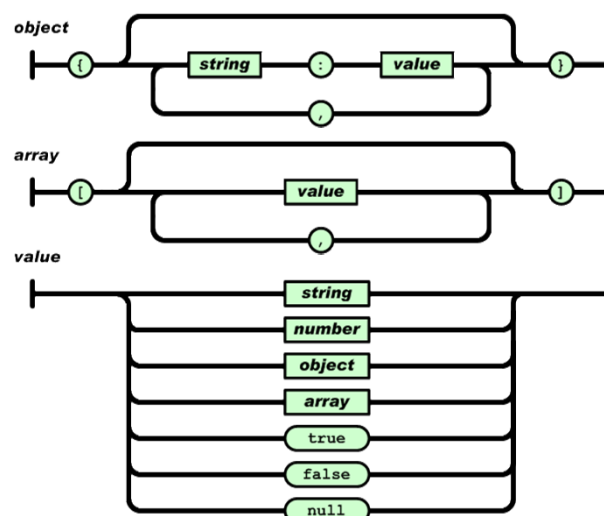 object
{ string : value }
,
array
[ value ]
,
value
string
number
object
array
true
false
null